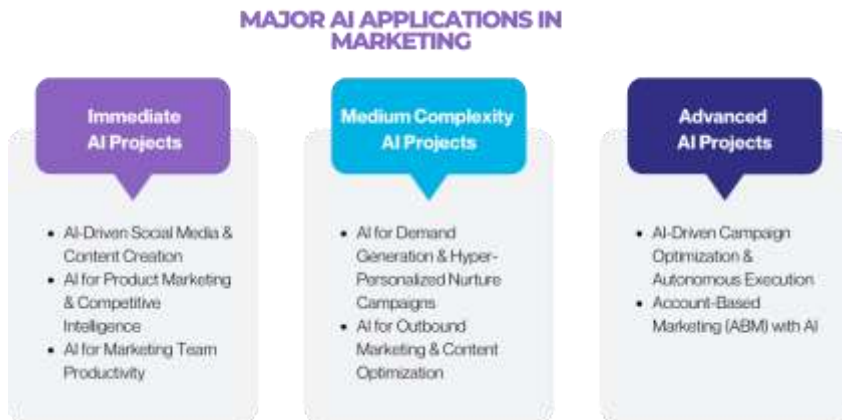 MAJOR AI APPLICATIONS IN
MARKETING
Immediate
AI Projects
• AI-Driven Social Media &
Content Creation
• AI for Product Marketing
& Competitive
Intelligence
• AI for Marketing Team
Productivity
Medium Complexity
AI Projects
• AI for Demand
Generation & Hyper-
Personalized Nurture
Campaigns
• AI for Outbound
Marketing & Content
Optimization
Advanced
AI Projects
• AI-Driven Campaign
Optimization &
Autonomous Execution
• Account-Based
Marketing (ABM) with AI